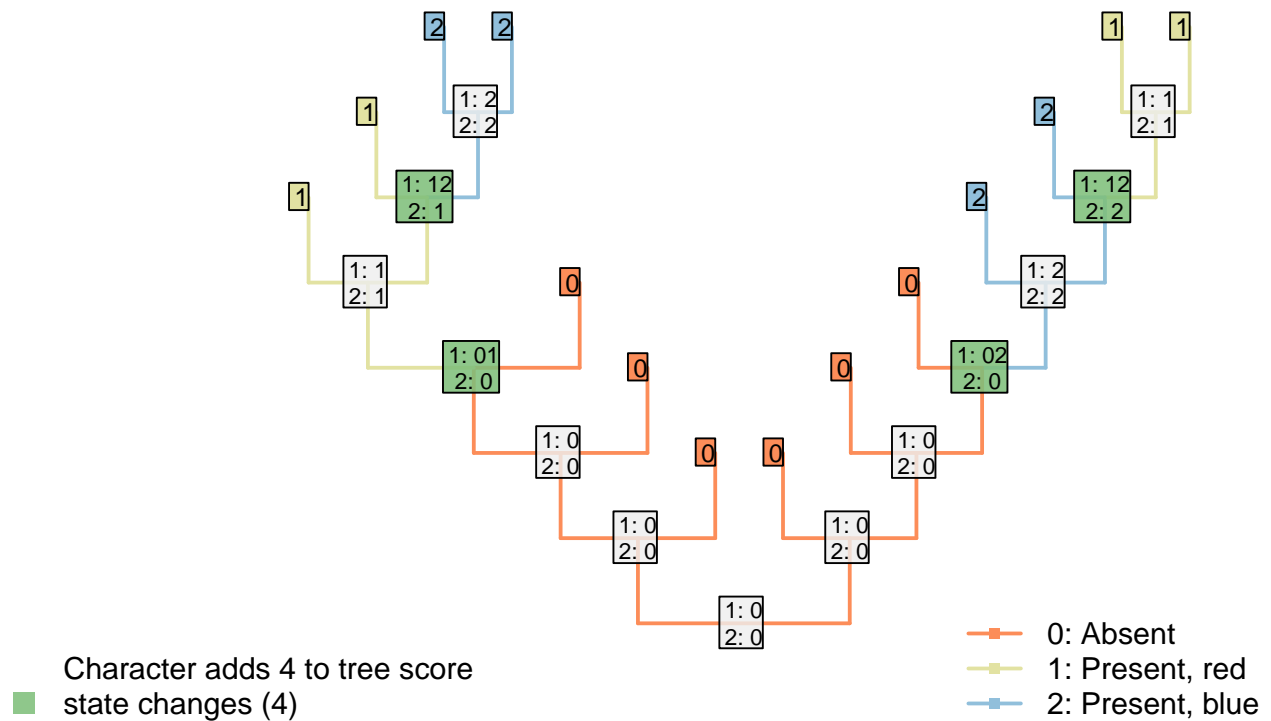 2 2 1 1
1: 2 1: 1
2: 2 2: 1
1 2
1: 12 1: 12
2: 1 2: 2
1 2
1: 1 1: 2
2: 1 2: 2
0 0
1: 01 1: 02
2: 0 2: 0
0 0
1: 0 1: 0
2: 0 2: 0
0 0
1: 0 1: 0
2: 0 2: 0
1: 0
2: 0
Character adds 4 to tree score
state changes (4)
0: Absent
1: Present, red
2: Present, blue